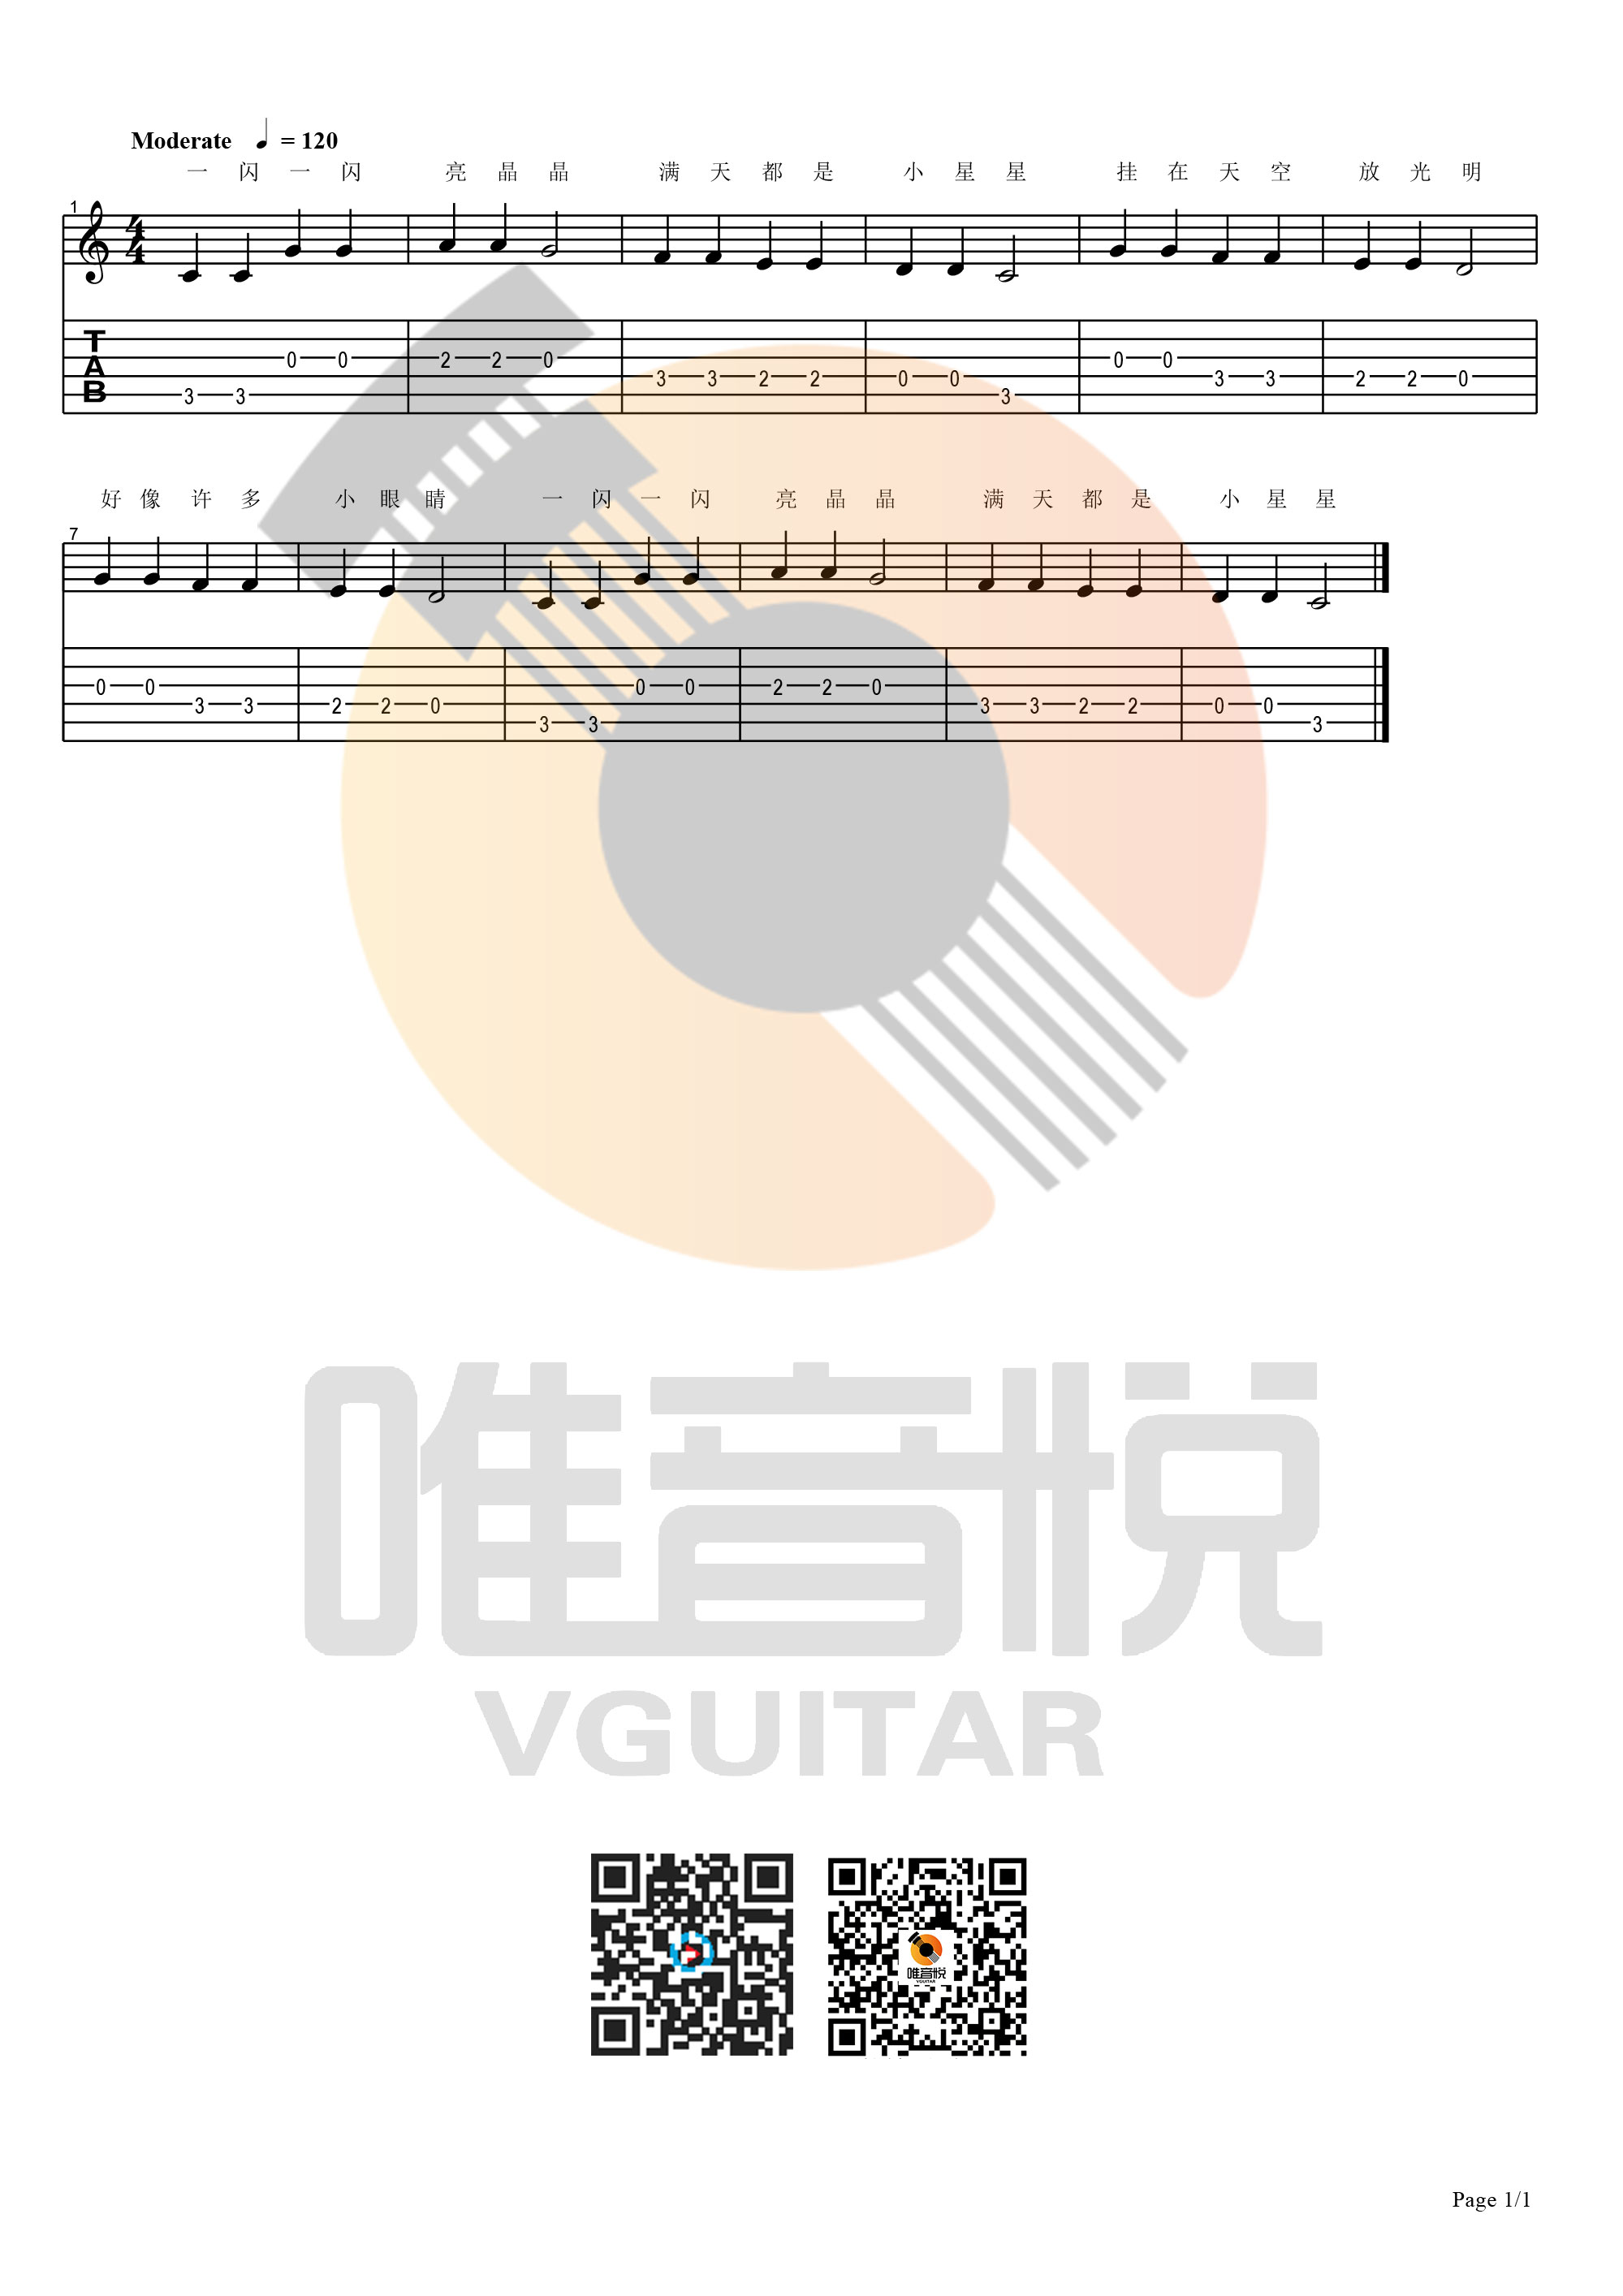 Moderate = 120
一 闪 一 闪 亮 晶 晶 满 天 都 是 小 星 星 挂 在 天 空 放 光 明
1
4
4
T
A
B
0 0 2 2 0 0 0
3 3 2 2 0 0 3 3 2 2 0
3 3 3
好 像 许 多 小 眼 睛 一 闪 一 闪 亮 晶 晶 满 天 都 是 小 星 星
7
0 0 0 0 2 2 0
3 3 2 2 0 3 3 2 2 0 0
3 3 3
唯音悦
VGUITAR
唯音悦
VGUITAR
Page 1/1